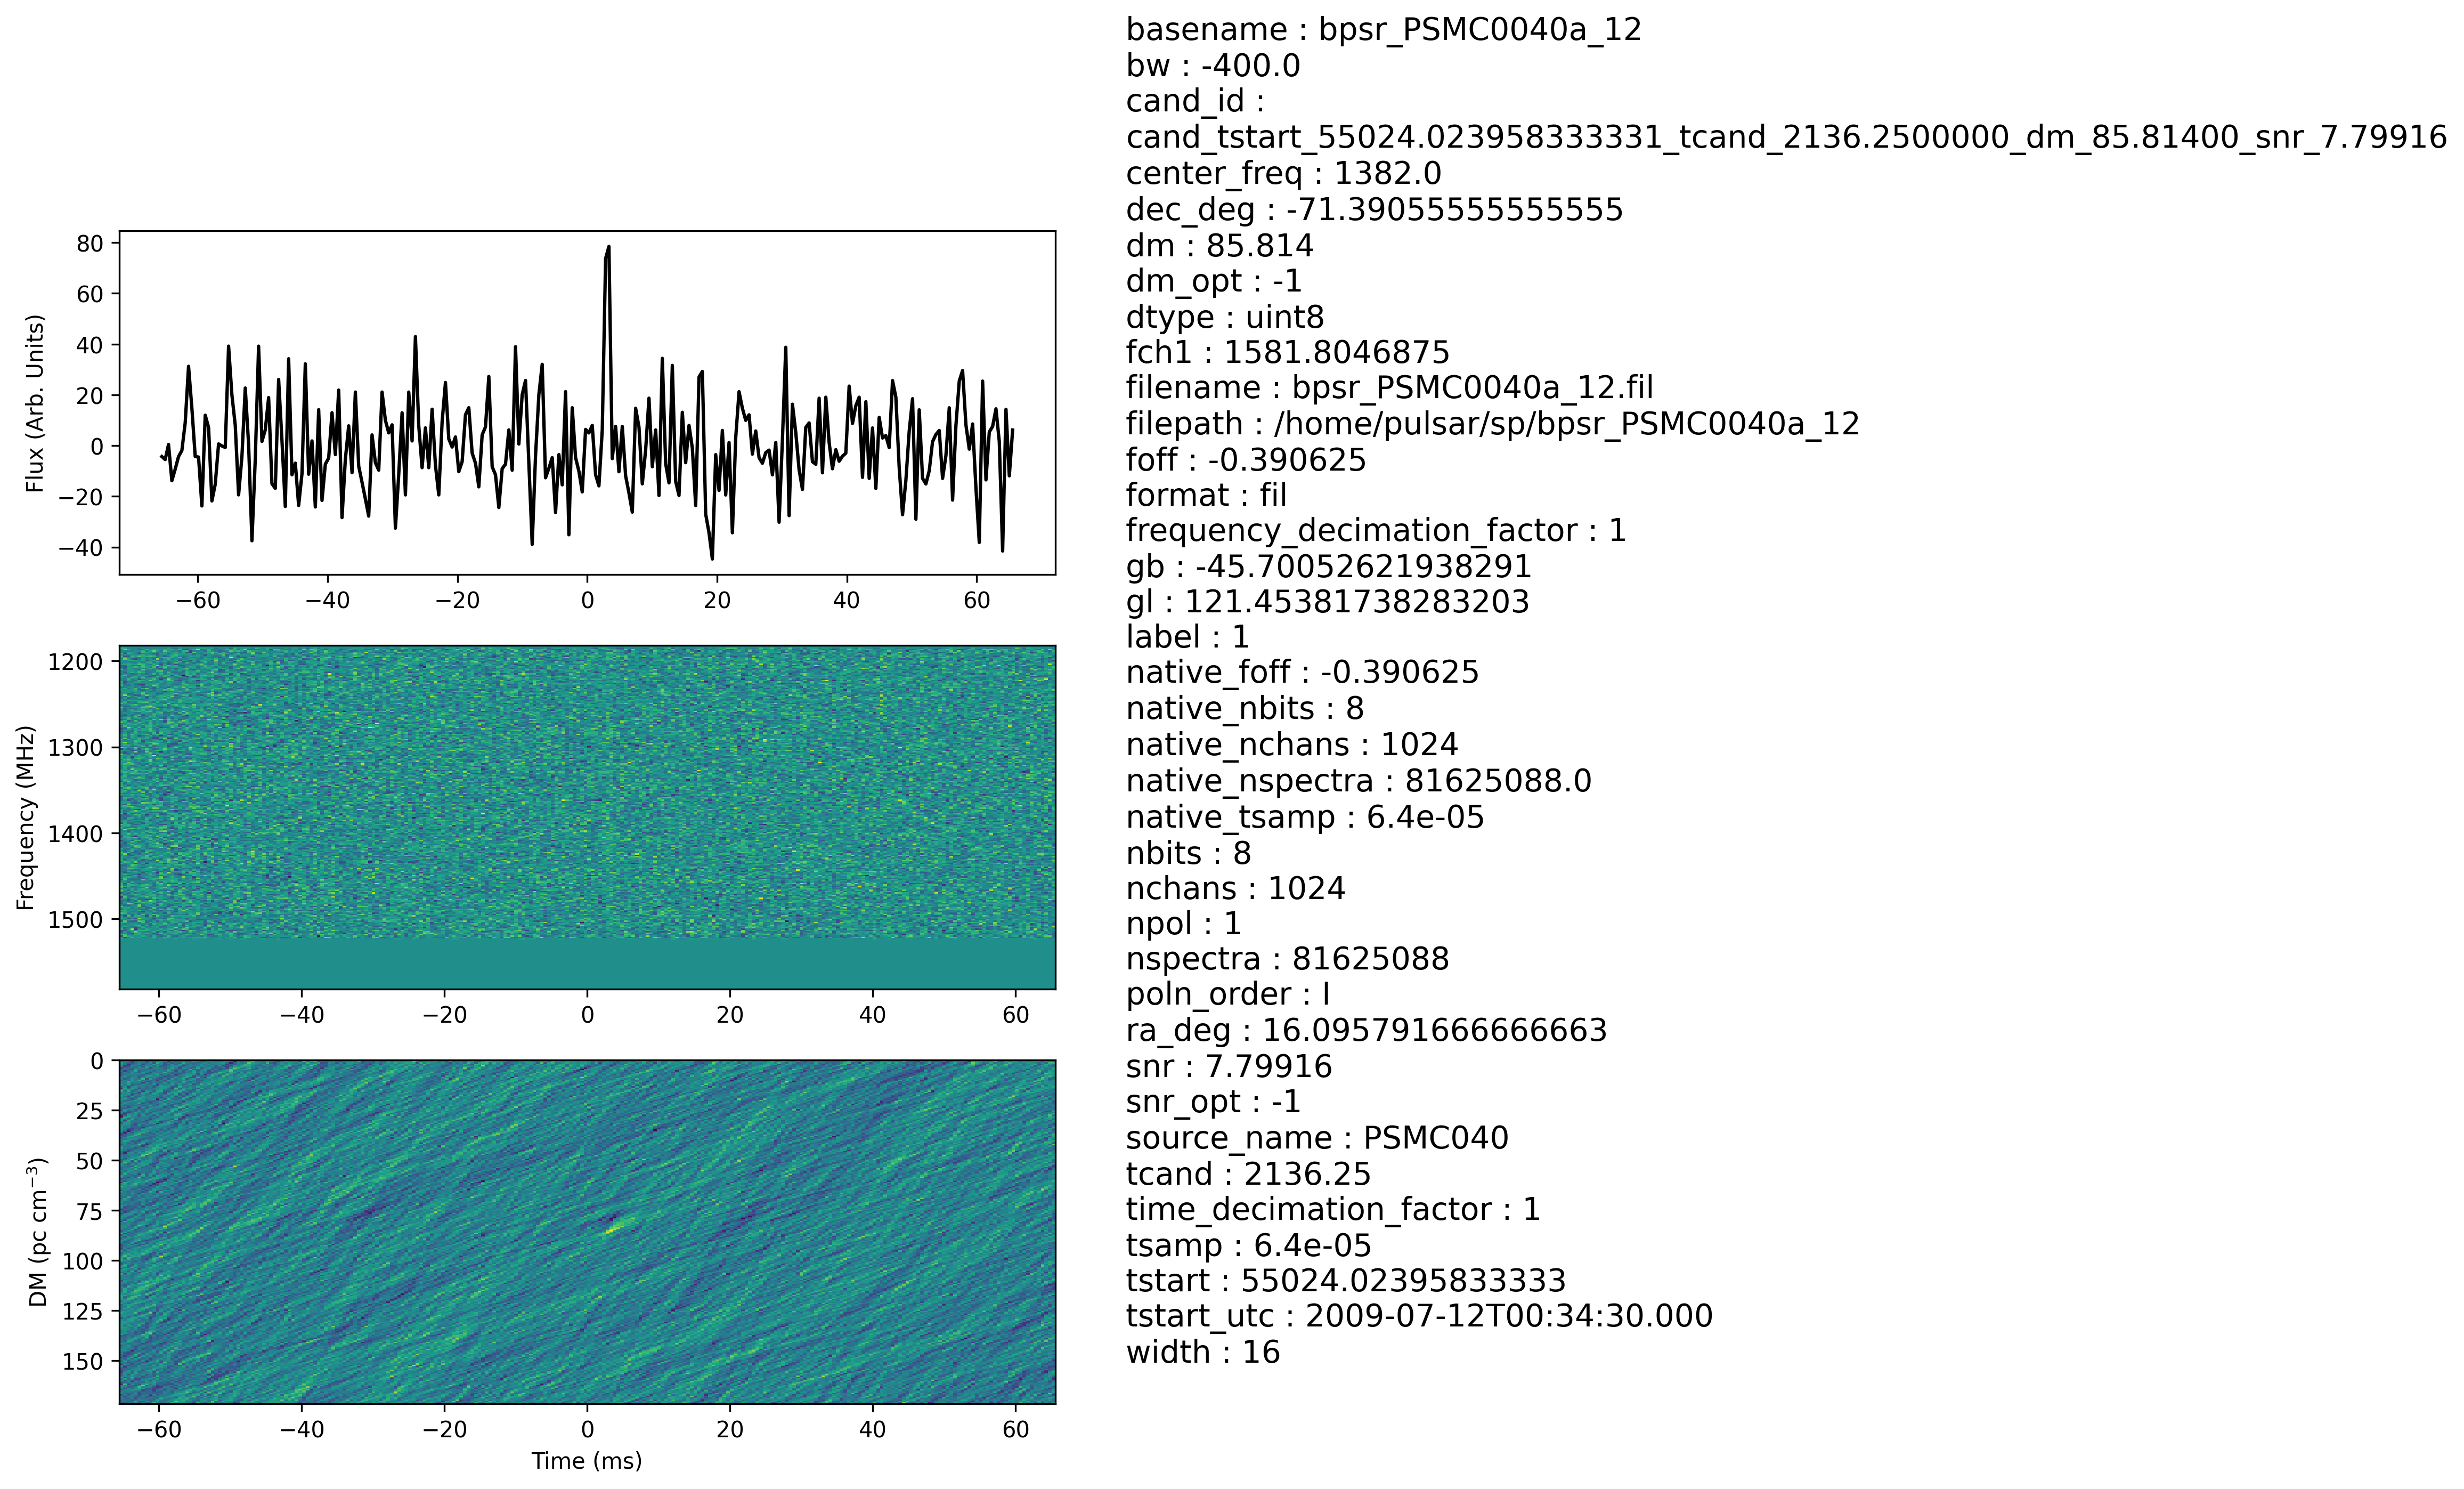 basename : bpsr_PSMC0040a_12
bw : -400.0
cand_id :
cand_tstart_55024.023958333331_tcand_2136.2500000_dm_85.81400_snr_7.79916
center_freq : 1382.0
dec_deg : -71.39055555555555
dm : 85.814
dm_opt : -1
dtype : uint8
fch1 : 1581.8046875
filename : bpsr_PSMC0040a_12.fil
filepath : /home/pulsar/sp/bpsr_PSMC0040a_12
foff : -0.390625
format : fil
frequency_decimation_factor : 1
gb : -45.70052621938291
gl : 121.45381738283203
label : 1
native_foff : -0.390625
native_nbits : 8
native_nchans : 1024
native_nspectra : 81625088.0
native_tsamp : 6.4e-05
nbits : 8
nchans : 1024
npol : 1
nspectra : 81625088
poln_order : I
ra_deg : 16.095791666666663
snr : 7.79916
snr_opt : -1
source_name : PSMC040
tcand : 2136.25
time_decimation_factor : 1
tsamp : 6.4e-05
tstart : 55024.02395833333
tstart_utc : 2009-07-12T00:34:30.000
width : 16
Flux (Arb. Units)
80
60
40
20
0
−20
−40
−60 −40 −20 0 20 40 60
Frequency (MHz)
1200
1300
1400
1500
−60 −40 −20 0 20 40 60
DM (pc cm⁻³)
0
25
50
75
100
125
150
−60 −40 −20 0 20 40 60
Time (ms)